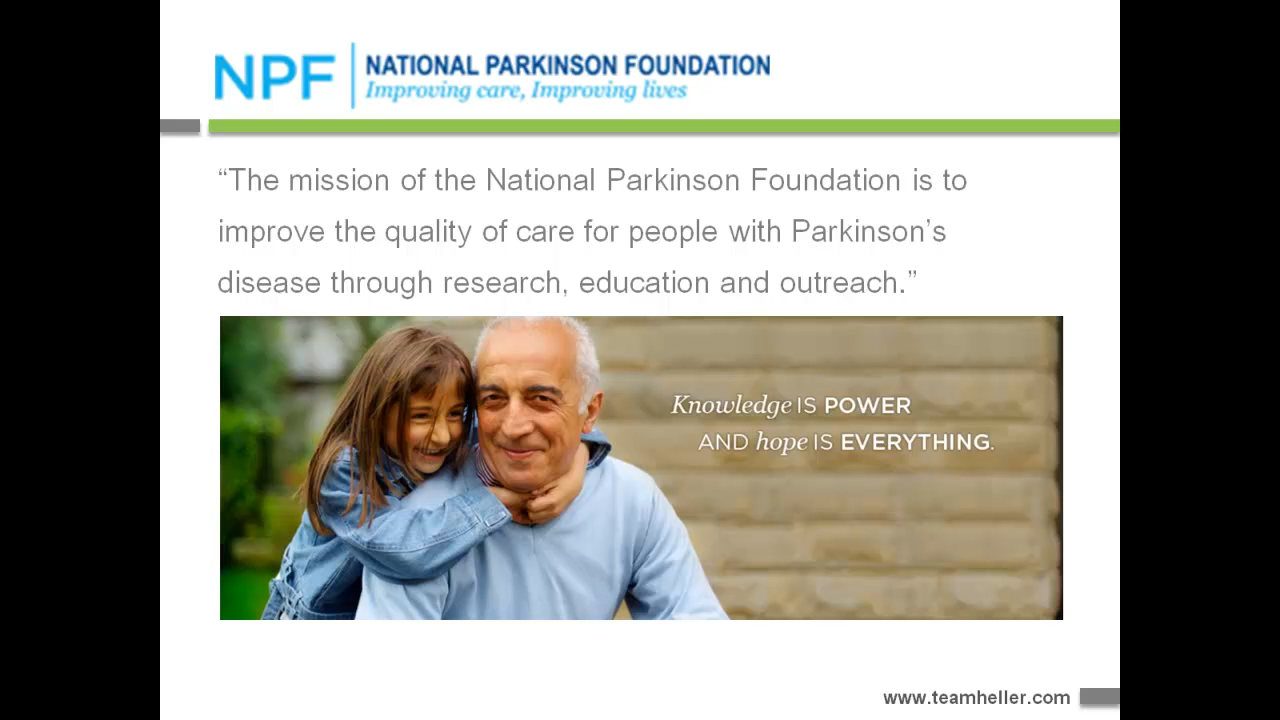 NPF
NATIONAL PARKINSON FOUNDATION
Improving care, Improving lives
“The mission of the National Parkinson Foundation is to
improve the quality of care for people with Parkinson’s
disease through research, education and outreach.”
Knowledge IS POWER
AND hope IS EVERYTHING.
www.teamheller.com